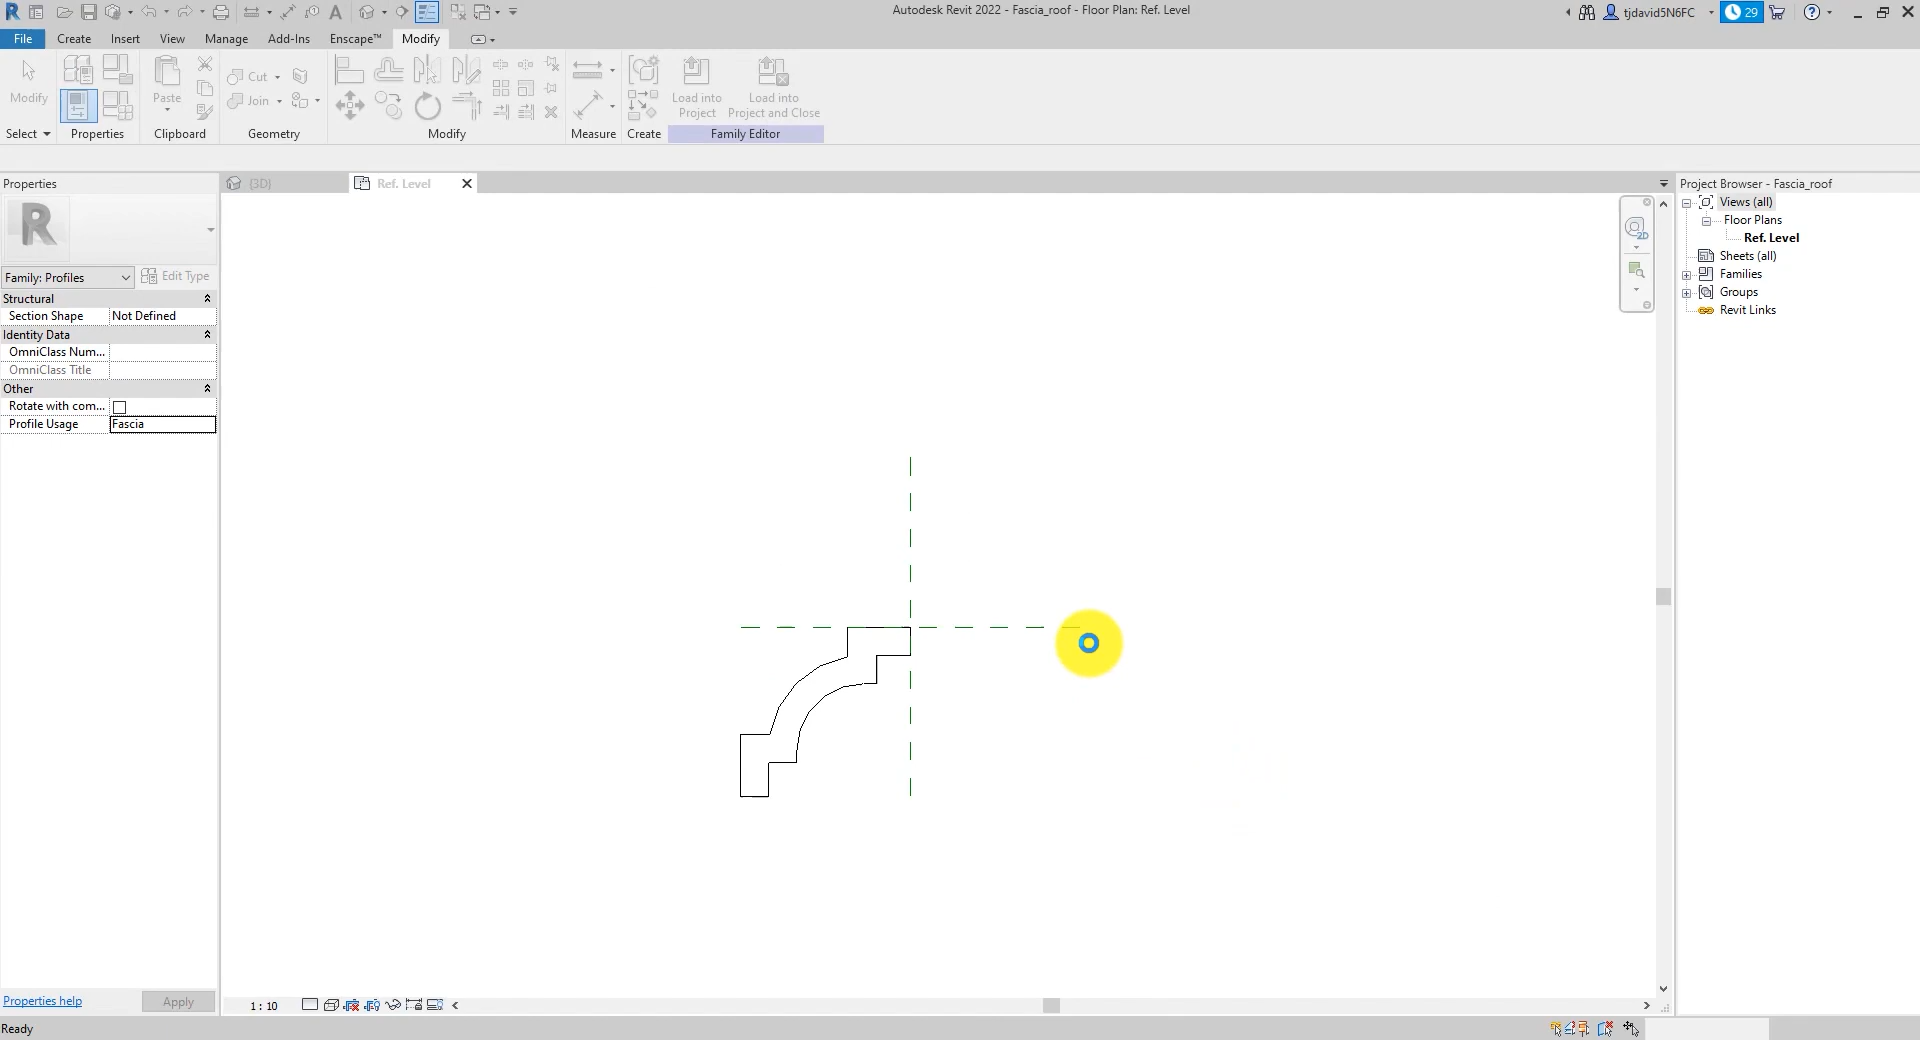 Autodesk Revit 2022 - Fascia_roof - Floor Plan: Ref. Level
tjdavid5N6FC
29
File Create Insert View Manage Add-Ins Enscape™ Modify
Modify
Paste
Cut
Join
Load into Project
Load into Project and Close
Select Properties Clipboard Geometry Modify Measure Create Family Editor
Properties
{3D}
Ref. Level
Project Browser - Fascia_roof
Views (all)
Floor Plans
Ref. Level
Sheets (all)
Families
Groups
Revit Links
2D
Family: Profiles
Edit Type
Structural
Section Shape Not Defined
Identity Data
OmniClass Num...
OmniClass Title
Other
Rotate with com...
Profile Usage Fascia
Properties help
Apply
1 : 10
Ready